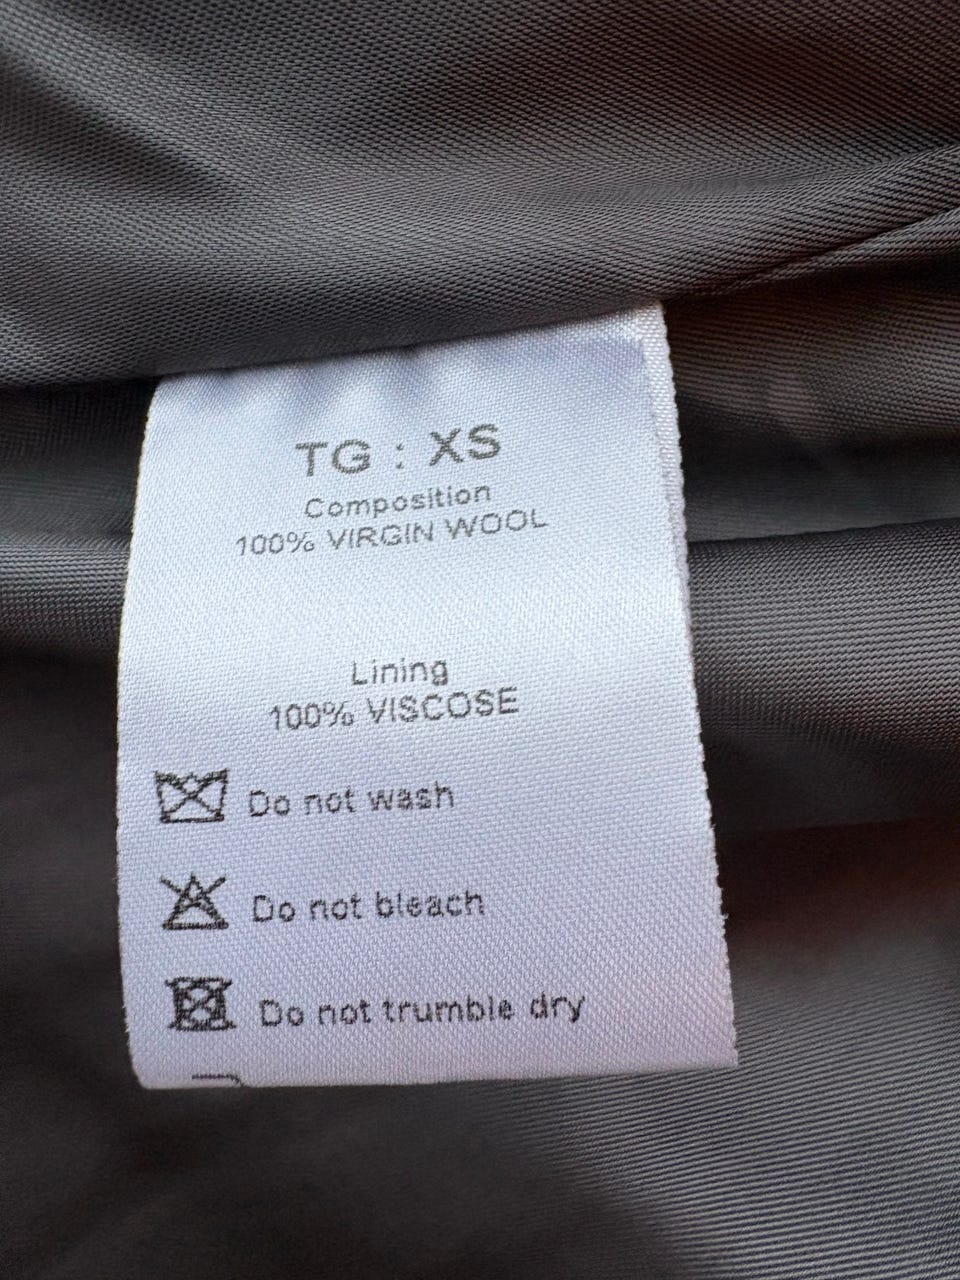 TG : XS
Composition
100% VIRGIN WOOL
Lining
100% VISCOSE
Do not wash
Do not bleach
Do not trumble dry